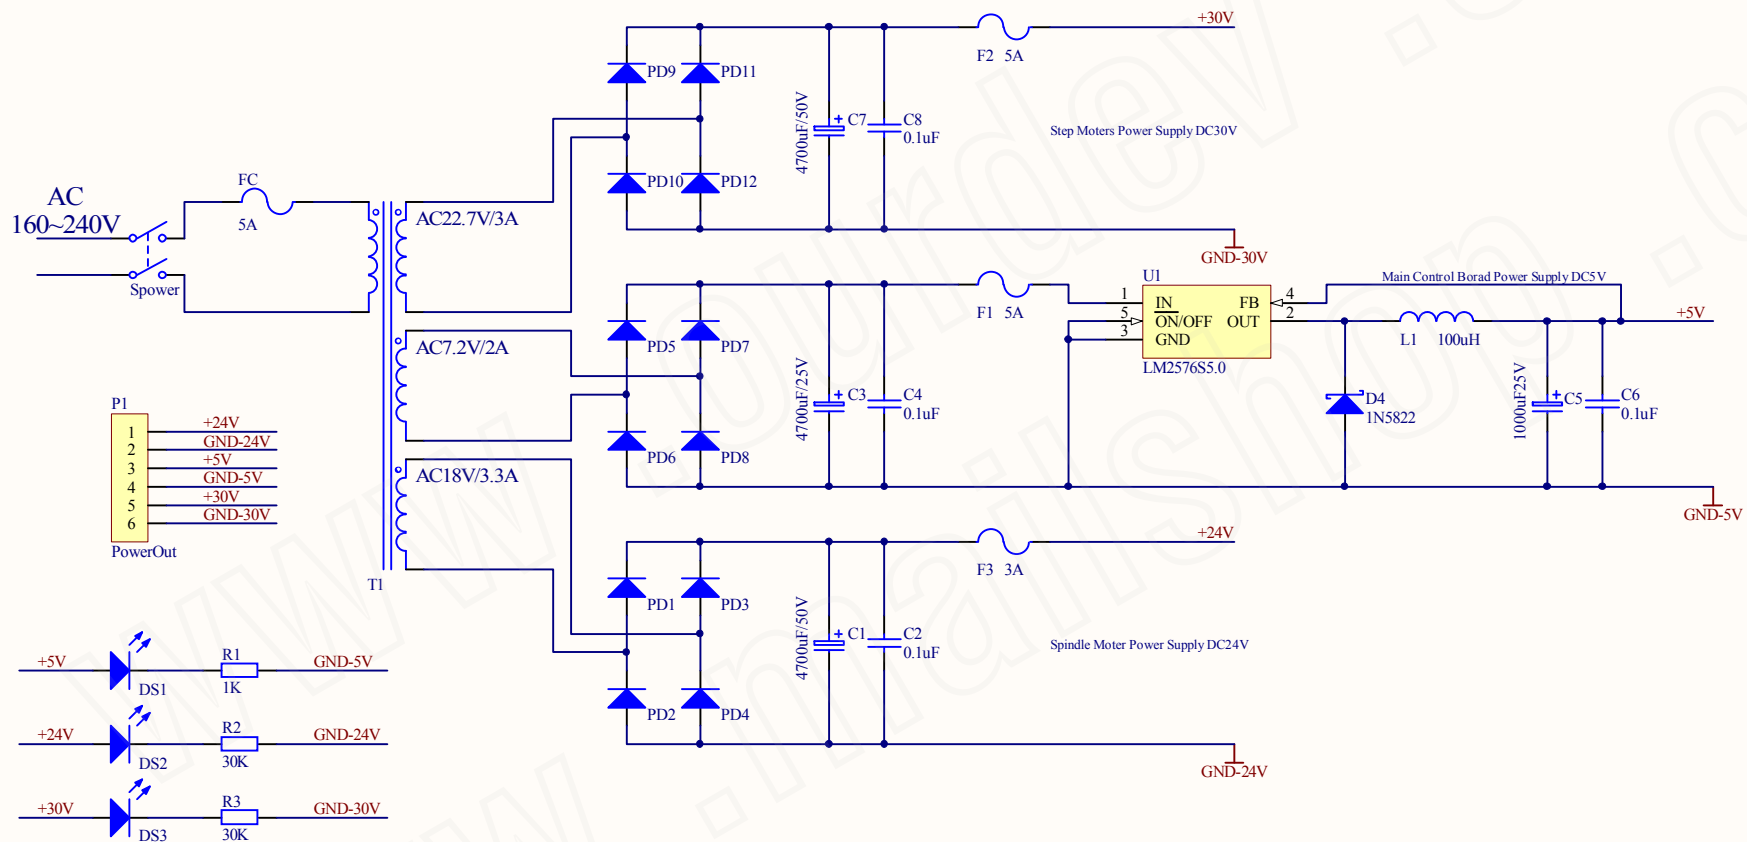 AC
160~240V
Spower
FC
5A
T1
AC22.7V/3A
AC7.2V/2A
AC18V/3.3A
PD9
PD11
PD10
PD12
4700uF/50V
C7
C8
0.1uF
F2 5A
+30V
Step Moters Power Supply DC30V
GND-30V
PD5
PD7
PD6
PD8
4700uF/25V
C3
C4
0.1uF
F1 5A
U1
1 IN FB 4
5 ON/OFF OUT 2
3 GND
LM2576S5.0
Main Control Borad Power Supply DC5V
+5V
L1 100uH
D4
1N5822
1000uF25V
C5
C6
0.1uF
GND-5V
PD1
PD3
PD2
PD4
4700uF/50V
C1
C2
0.1uF
F3 3A
+24V
Spindle Moter Power Supply DC24V
GND-24V
P1
1 +24V
2 GND-24V
3 +5V
4 GND-5V
5 +30V
6 GND-30V
PowerOut
+5V
DS1
R1
1K
GND-5V
+24V
DS2
R2
30K
GND-24V
+30V
DS3
R3
30K
GND-30V